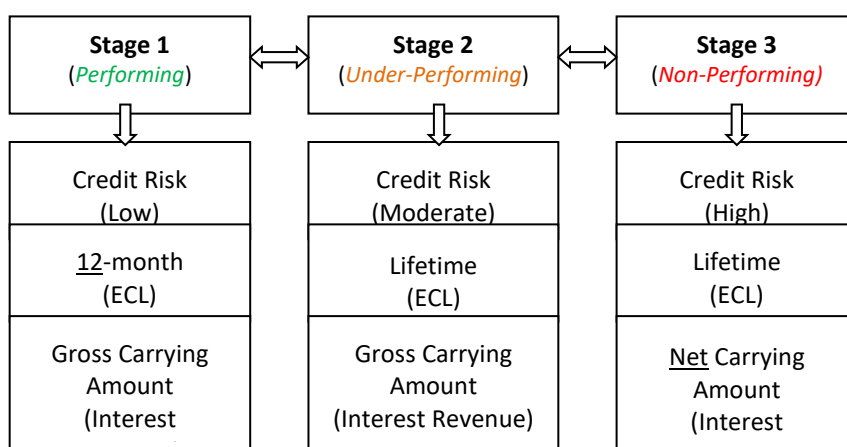 Stage 1
(Performing)
Stage 2
(Under-Performing)
Stage 3
(Non-Performing)
Credit Risk
(Low)
Credit Risk
(Moderate)
Credit Risk
(High)
12-month
(ECL)
Lifetime
(ECL)
Lifetime
(ECL)
Gross Carrying
Amount
(Interest
Gross Carrying
Amount
(Interest Revenue)
Net Carrying
Amount
(Interest